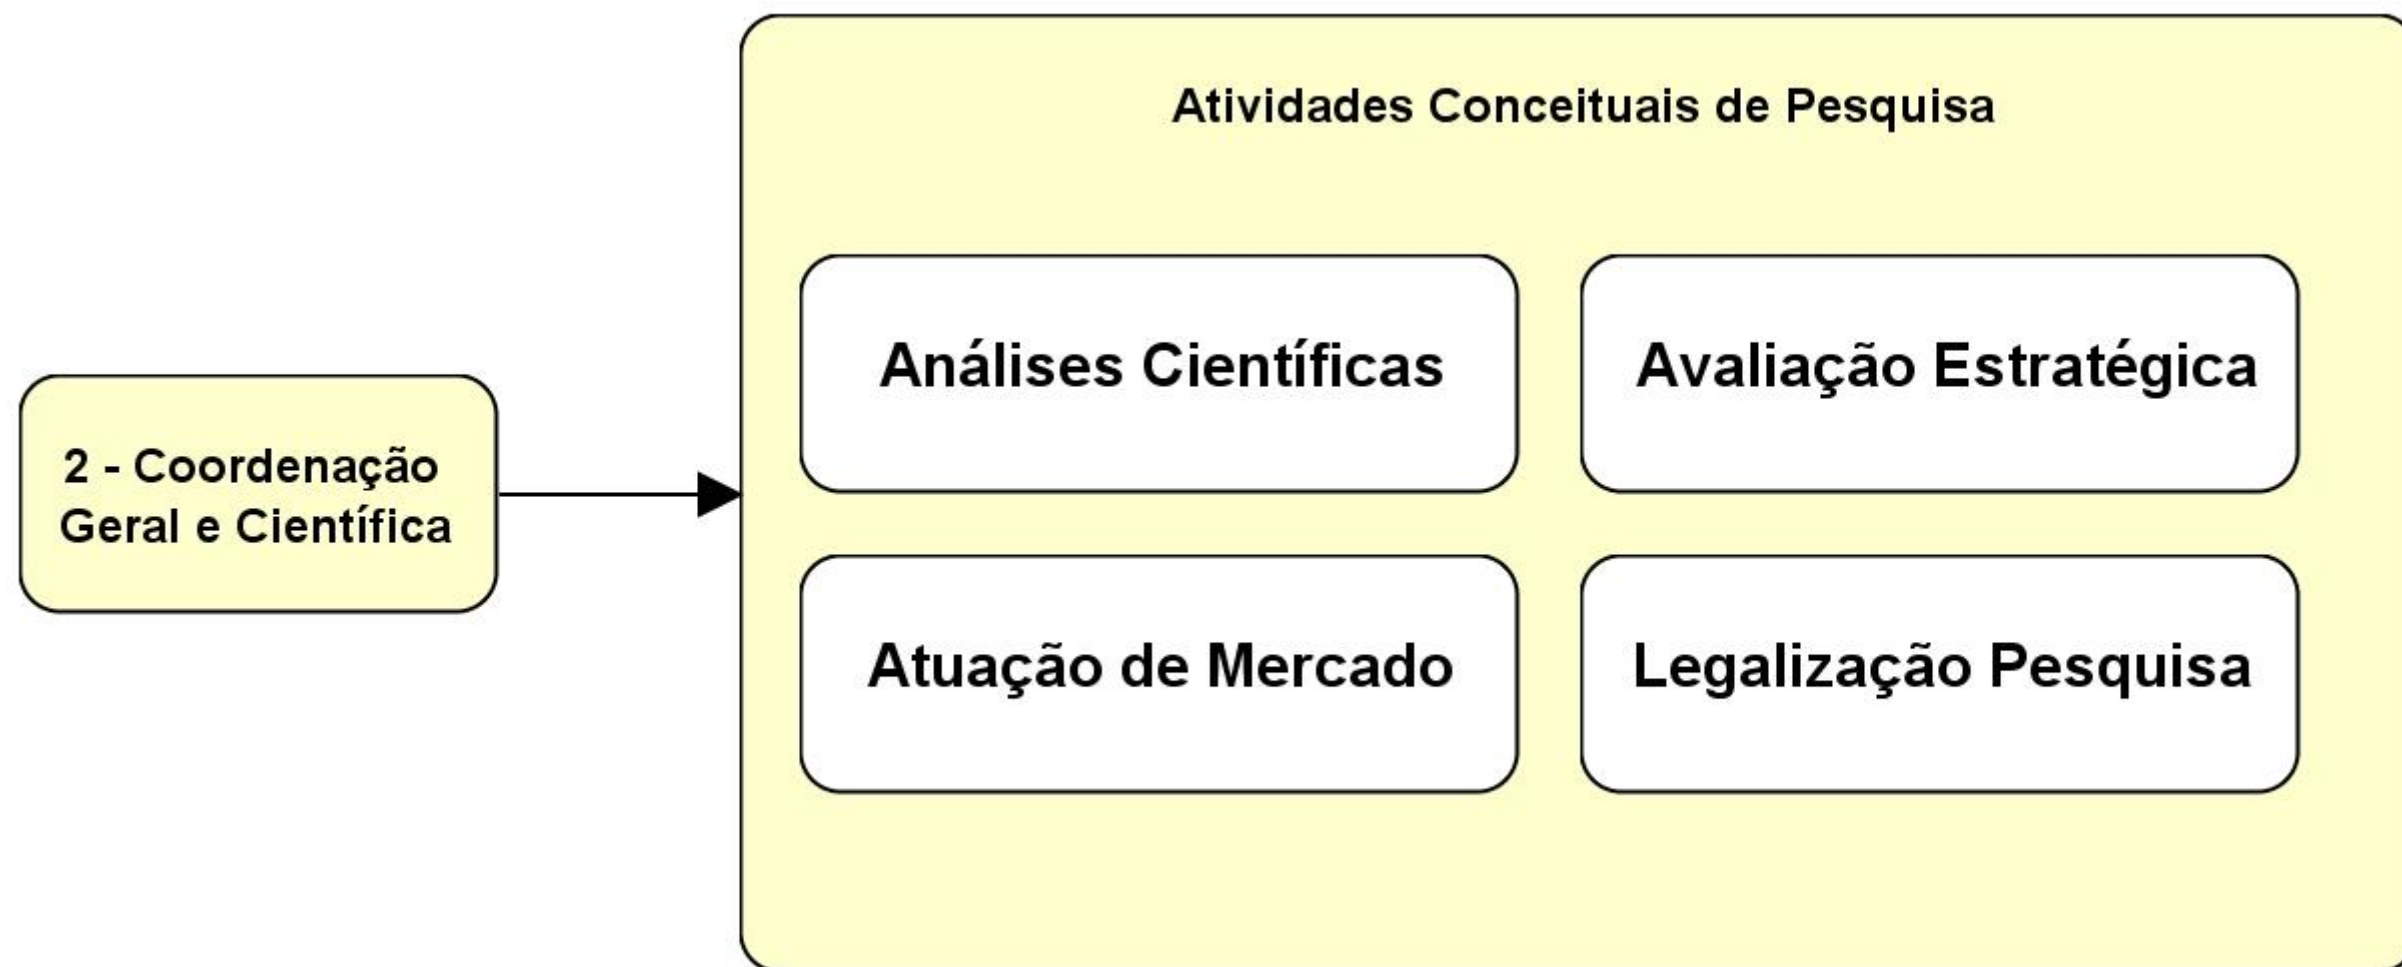 Atividades Conceituais de Pesquisa
Análises Científicas
Avaliação Estratégica
2 - Coordenação
Geral e Científica
Atuação de Mercado
Legalização Pesquisa